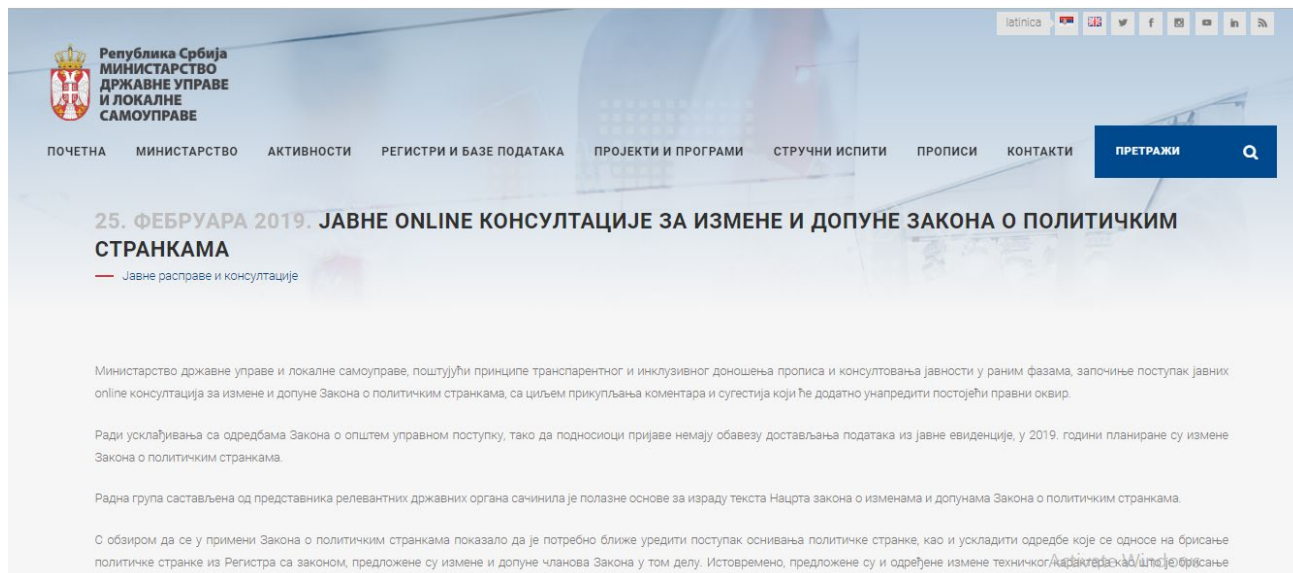 latinica
Република Србија
МИНИСТАРСТВО
ДРЖАВНЕ УПРАВЕ
И ЛОКАЛНЕ
САМОУПРАВЕ
ПОЧЕТНА МИНИСТАРСТВО АКТИВНОСТИ РЕГИСТРИ И БАЗЕ ПОДАТАКА ПРОЈЕКТИ И ПРОГРАМИ СТРУЧНИ ИСПИТИ ПРОПИСИ КОНТАКТИ ПРЕТРАЖИ
25. ФЕБРУАРА 2019. ЈАВНЕ ONLINE КОНСУЛТАЦИЈЕ ЗА ИЗМЕНЕ И ДОПУНЕ ЗАКОНА О ПОЛИТИЧКИМ
СТРАНКАМА
Јавне расправе и консултације
Министарство државне управе и локалне самоуправе, поштујући принципе транспарентног и инклузивног доношења прописа и консултовања јавности у раним фазама, започиње поступак јавних
online консултација за измене и допуне Закона о политичким странкама, са циљем прикупљања коментара и сугестија који ће додатно унапредити постојећи правни оквир.
Ради усклађивања са одредбама Закона о општем управном поступку, тако да подносиоци пријаве немају обавезу достављања података из јавне евиденције, у 2019. години планиране су измене
Закона о политичким странкама.
Радна група састављена од представника релевантних државних органа сачинила је полазне основе за израду текста Нацрта закона о изменама и допунама Закона о политичким странкама.
С обзиром да се у примени Закона о политичким странкама показало да је потребно ближе уредити поступак оснивања политичке странке, као и ускладити одредбе које се односе на брисање
политичке странке из Регистра са законом, предложене су измене и допуне чланова Закона у том делу. Истовремено, предложене су и одређене измене техничког карактера као што је брисање
Activate Windows